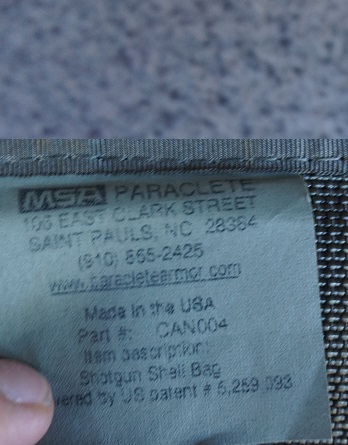 MSA PARACLETE
106 EAST CLARK STREET
SAINT PAULS, NC 28384
(910) 865-2425
www.paracletearmor.com
Made in the USA
Part #: CAN004
Item description:
Shotgun Shell Bag
by US patent # 5,259,093